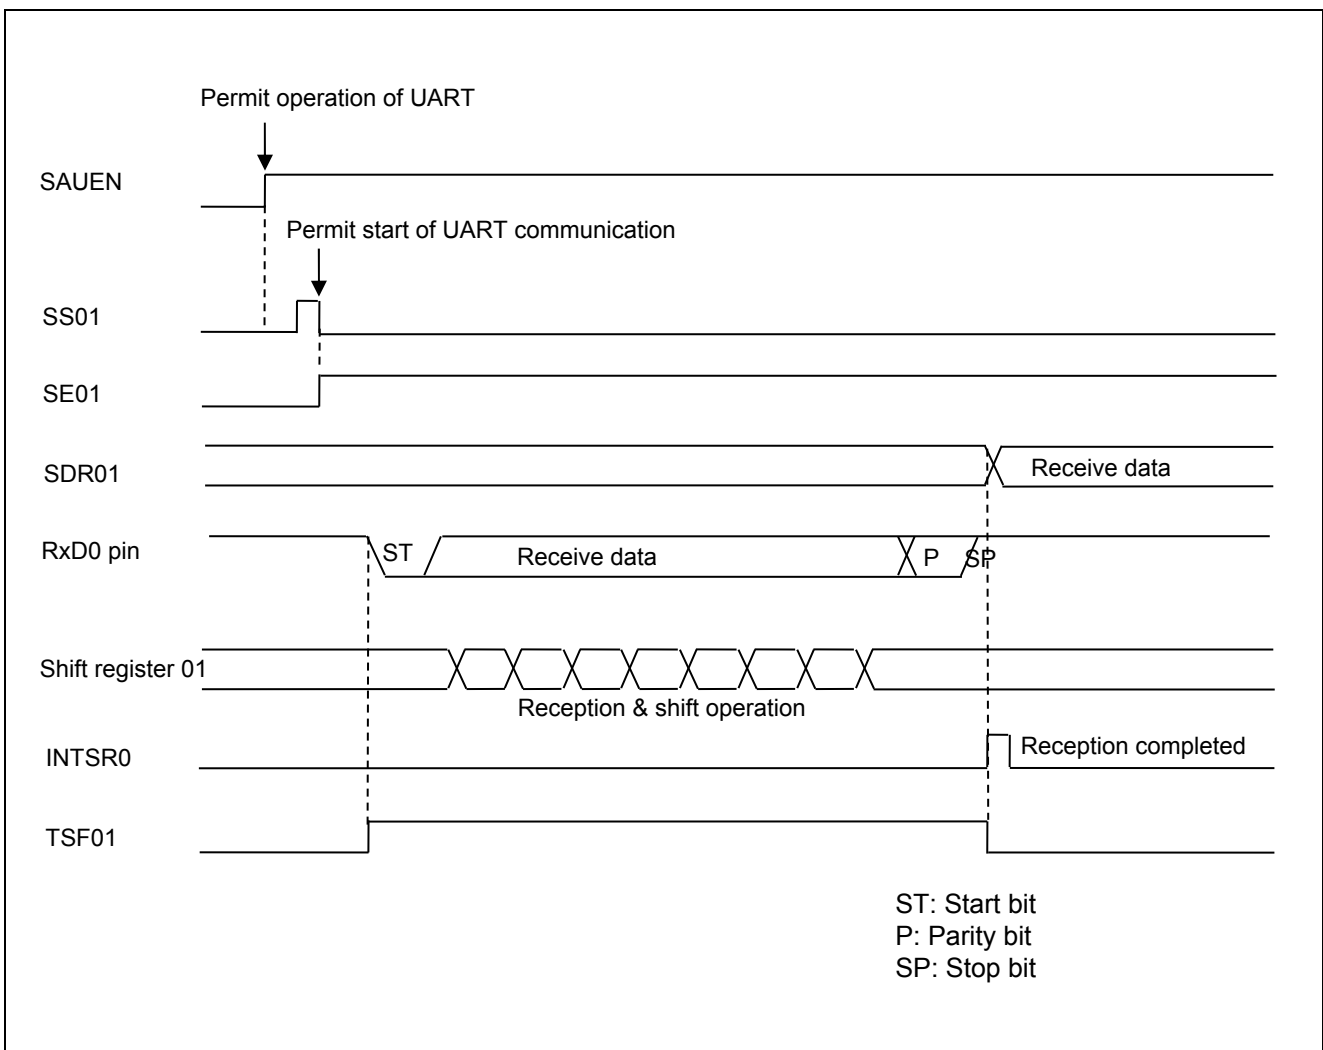 Permit operation of UART
SAUEN
Permit start of UART communication
SS01
SE01
SDR01
Receive data
RxD0 pin
ST
Receive data
P
SP
Shift register 01
Reception & shift operation
INTSR0
Reception completed
TSF01
ST: Start bit
P: Parity bit
SP: Stop bit